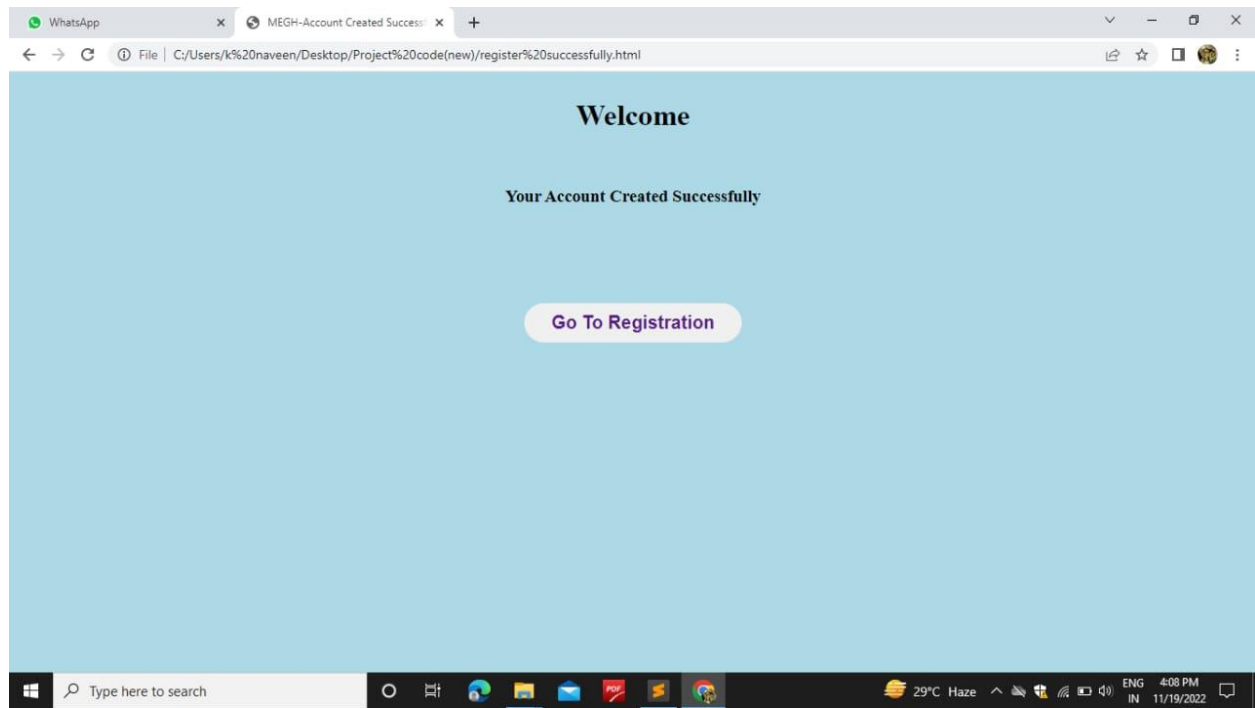 WhatsApp
MEGH-Account Created Success
File
C:/Users/k%20naveen/Desktop/Project%20code(new)/register%20successfully.html
Welcome
Your Account Created Successfully
Go To Registration
Type here to search
PDF
29°C Haze
ENG
IN
4:08 PM
11/19/2022